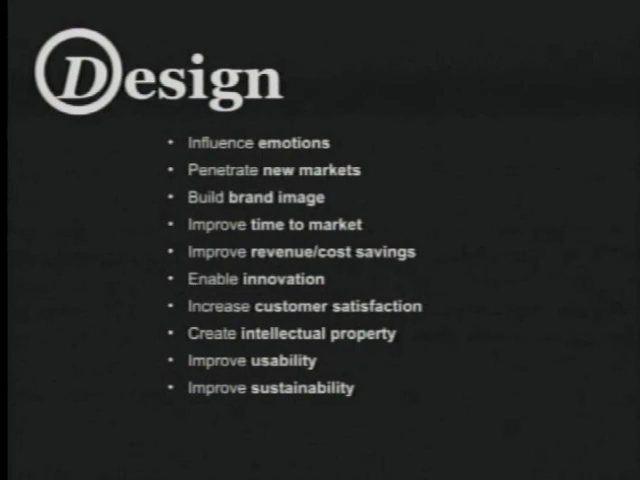 Design
• Influence emotions
• Penetrate new markets
• Build brand image
• Improve time to market
• Improve revenue/cost savings
• Enable innovation
• Increase customer satisfaction
• Create intellectual property
• Improve usability
• Improve sustainability